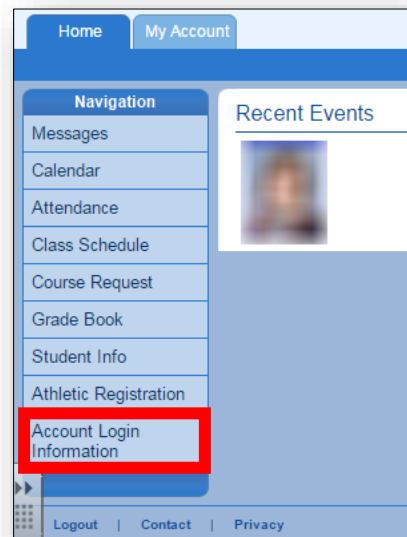 Home
My Account
Navigation
Recent Events
Messages
Calendar
Attendance
Class Schedule
Course Request
Grade Book
Student Info
Athletic Registration
Account Login
Information
Logout | Contact | Privacy